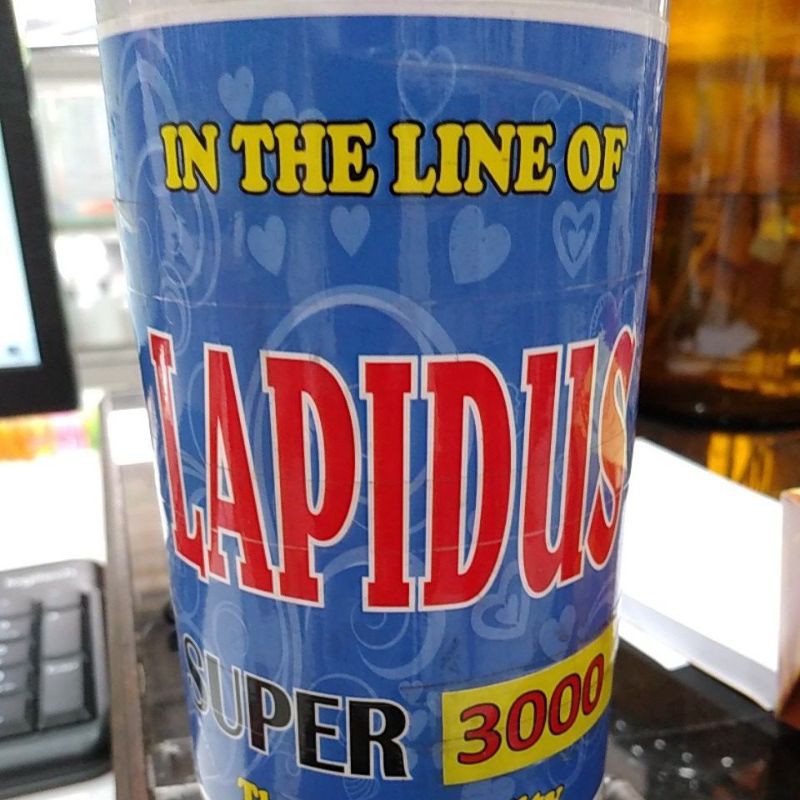 IN THE LINE OF
LAPIDUS
SUPER 3000